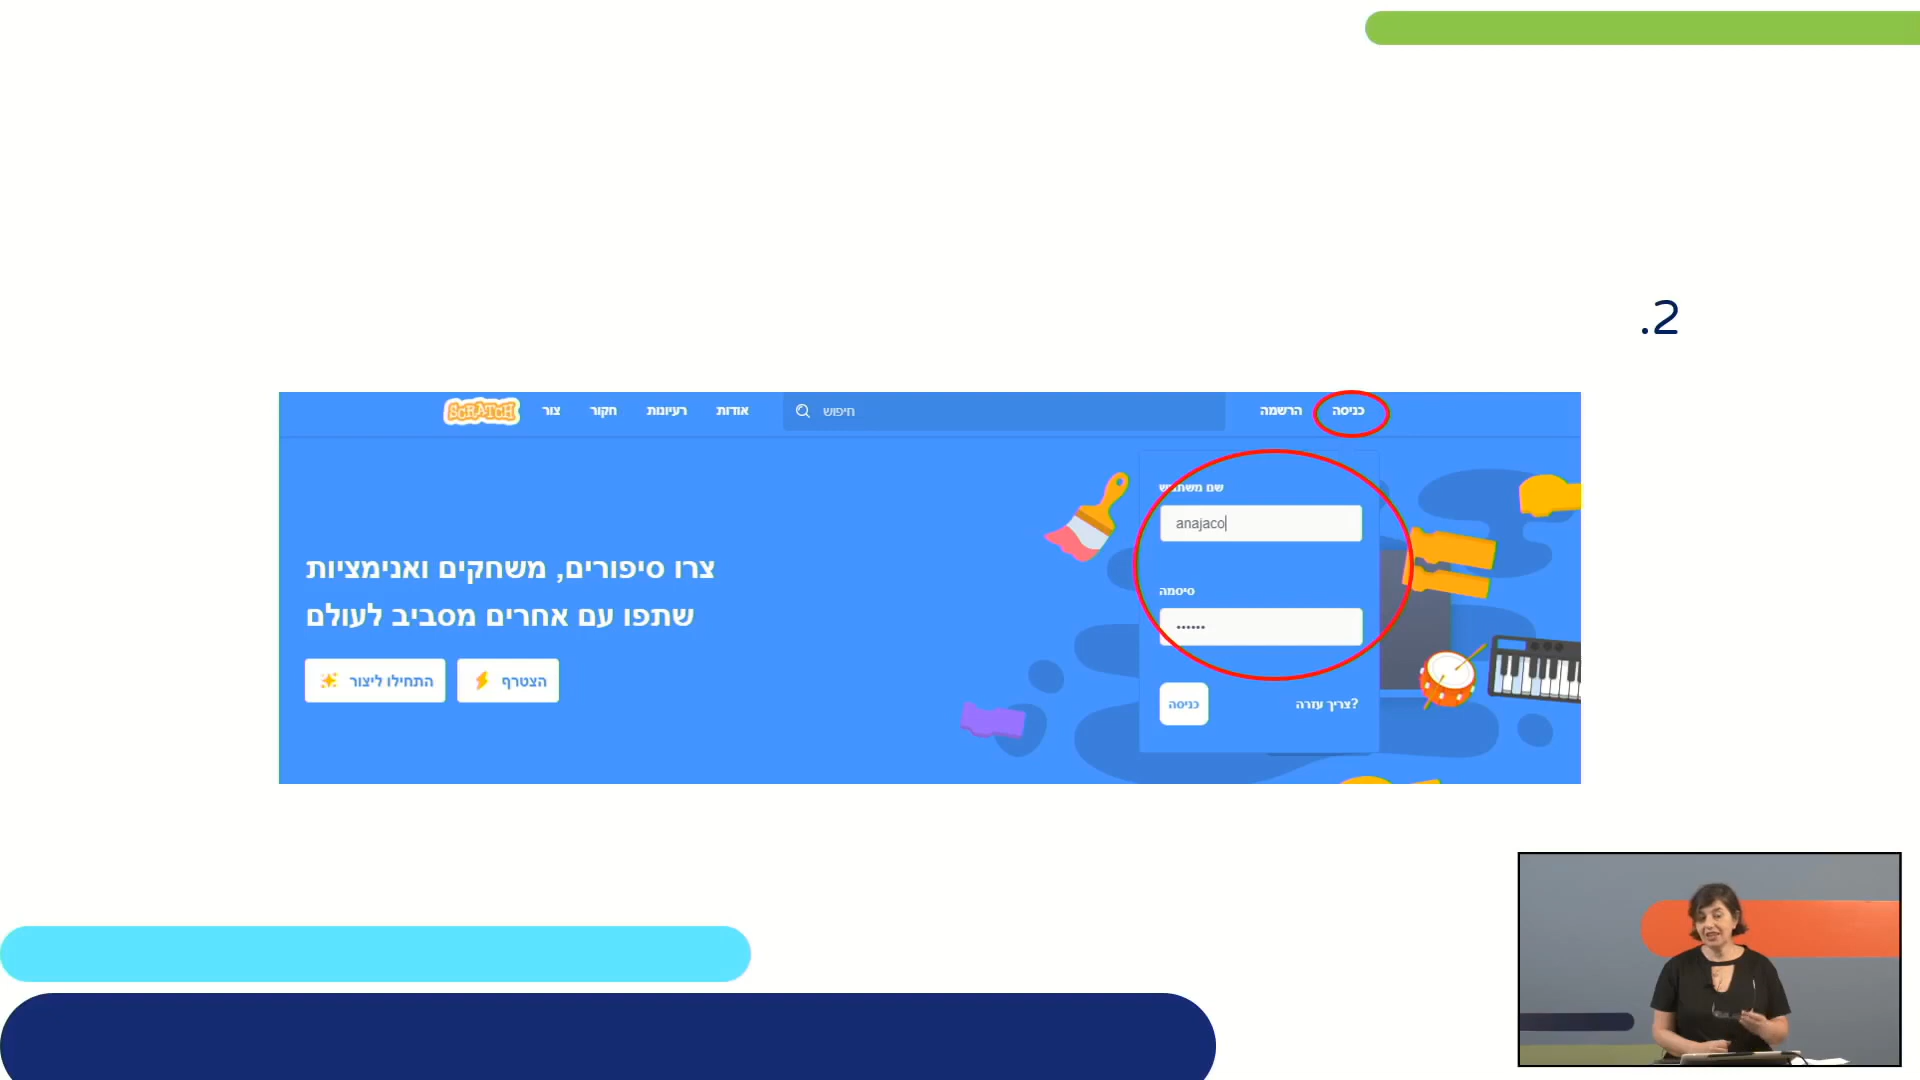 .2
SCRATCH
צור
חקור
רעיונות
אודות
חיפוש
הרשמה
כניסה
שם משתמש
anajaco
סיסמה
••••••
צרו סיפורים, משחקים ואנימציות
שתפו עם אחרים מסביב לעולם
התחילו ליצור
הצטרף
כניסה
?צריך עזרה